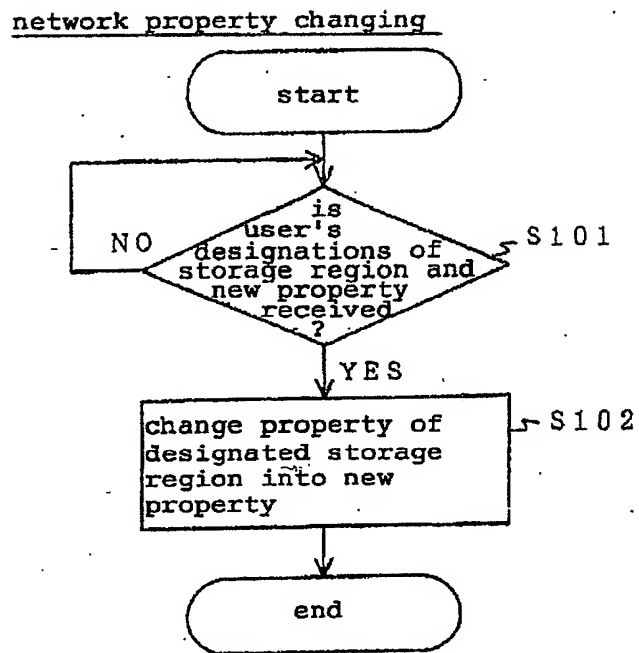 network property changing
start
is
user's
designations of
storage region and
new property
received
?
NO
S101
YES
change property of
designated storage
region into new
property
S102
end